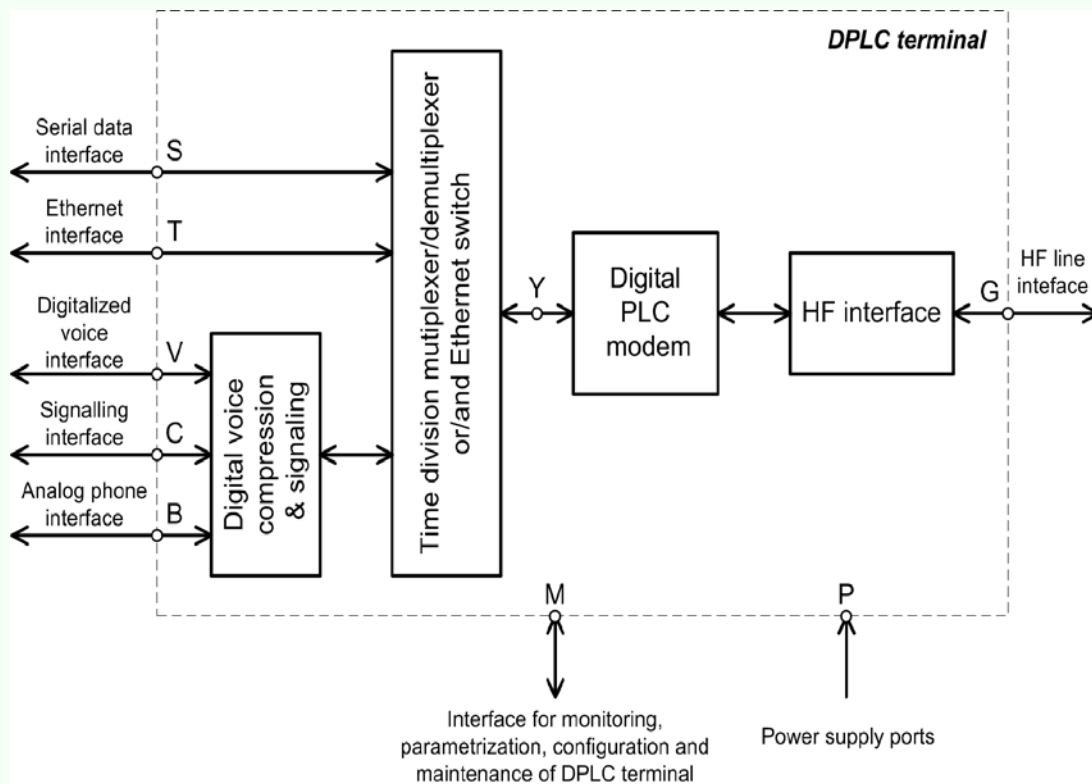 DPLC terminal
Serial data
interface
S
Ethernet
interface
T
Digitalized
voice
interface
V
Signalling
interface
C
Analog phone
interface
B
Digital voice
compression
& signaling
Time division mutiplexer/demultiplexer
or/and Ethernet switch
Y
Digital
PLC
modem
HF interface
G
HF line
inteface
M
P
Interface for monitoring,
parametrization, configuration and
maintenance of DPLC terminal
Power supply ports